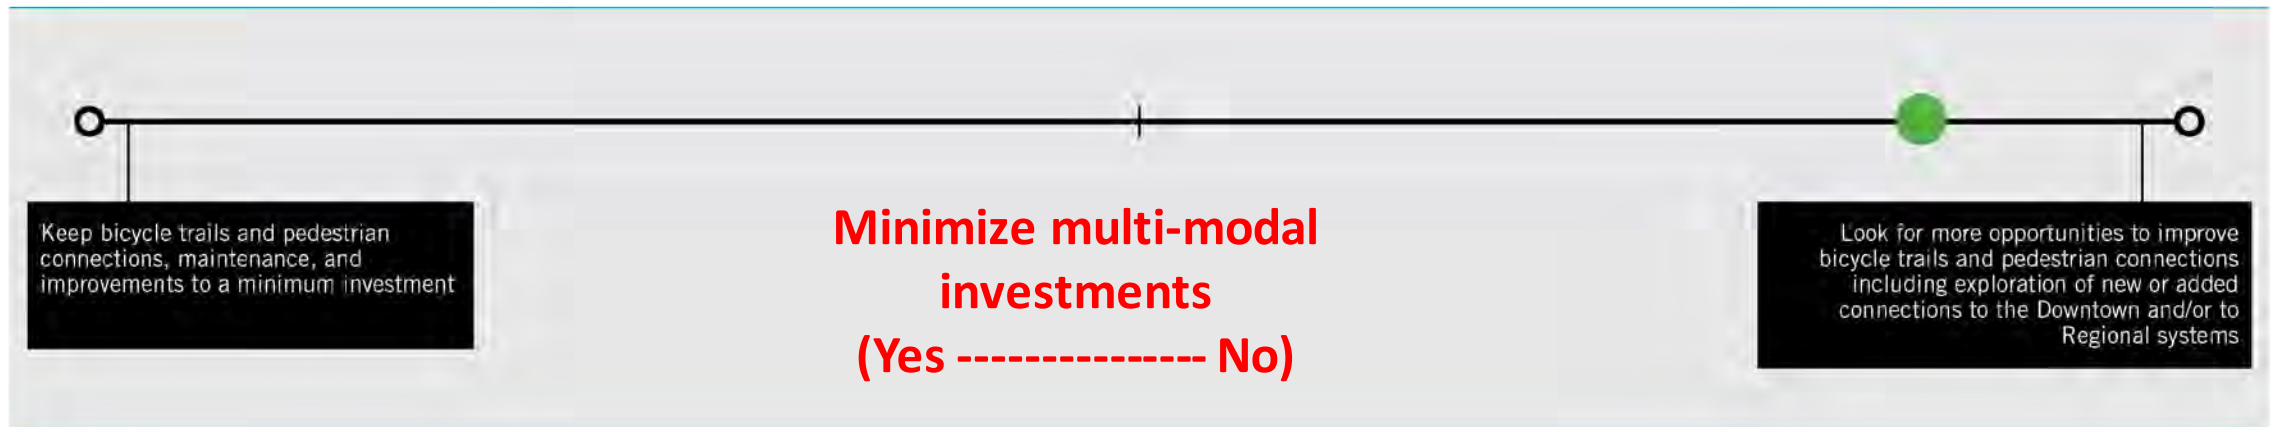 Keep bicycle trails and pedestrian
connections, maintenance, and
improvements to a minimum investment
Minimize multi-modal
investments
(Yes --------------- No)
Look for more opportunities to improve
bicycle trails and pedestrian connections
including exploration of new or added
connections to the Downtown and/or to
Regional systems